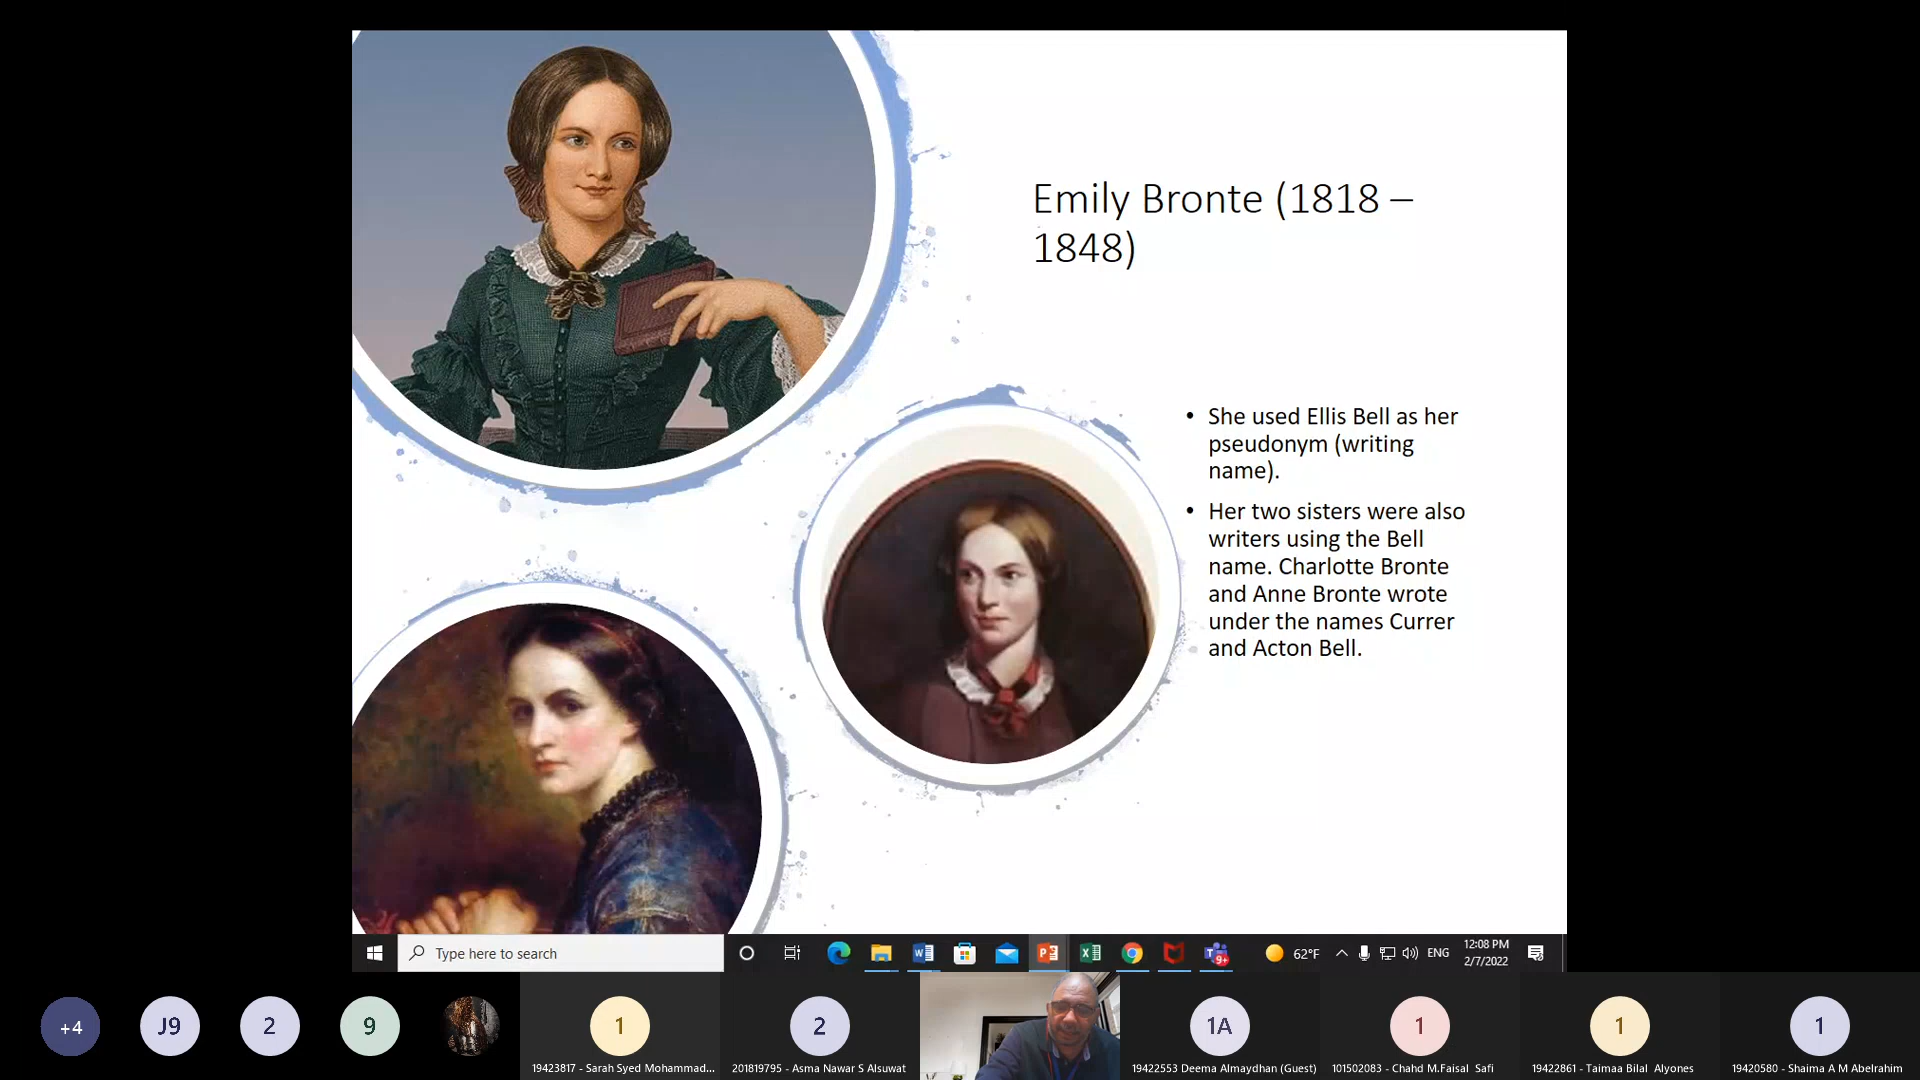 Emily Bronte (1818 –
1848)
• She used Ellis Bell as her
pseudonym (writing
name).
• Her two sisters were also
writers using the Bell
name. Charlotte Bronte
and Anne Bronte wrote
under the names Currer
and Acton Bell.
Type here to search
W
P
X
9+
62°F
ENG
12:08 PM
2/7/2022
+4
J9
2
9
1
2
1A
1
1
1
19423817 - Sarah Syed Mohammad...
201819795 - Asma Nawar S Alsuwat
19422553 Deema Almaydhan (Guest)
101502083 - Chahd M.Faisal Safi
19422861 - Taimaa Bilal Alyones
19420580 - Shaima A M Abelrahim